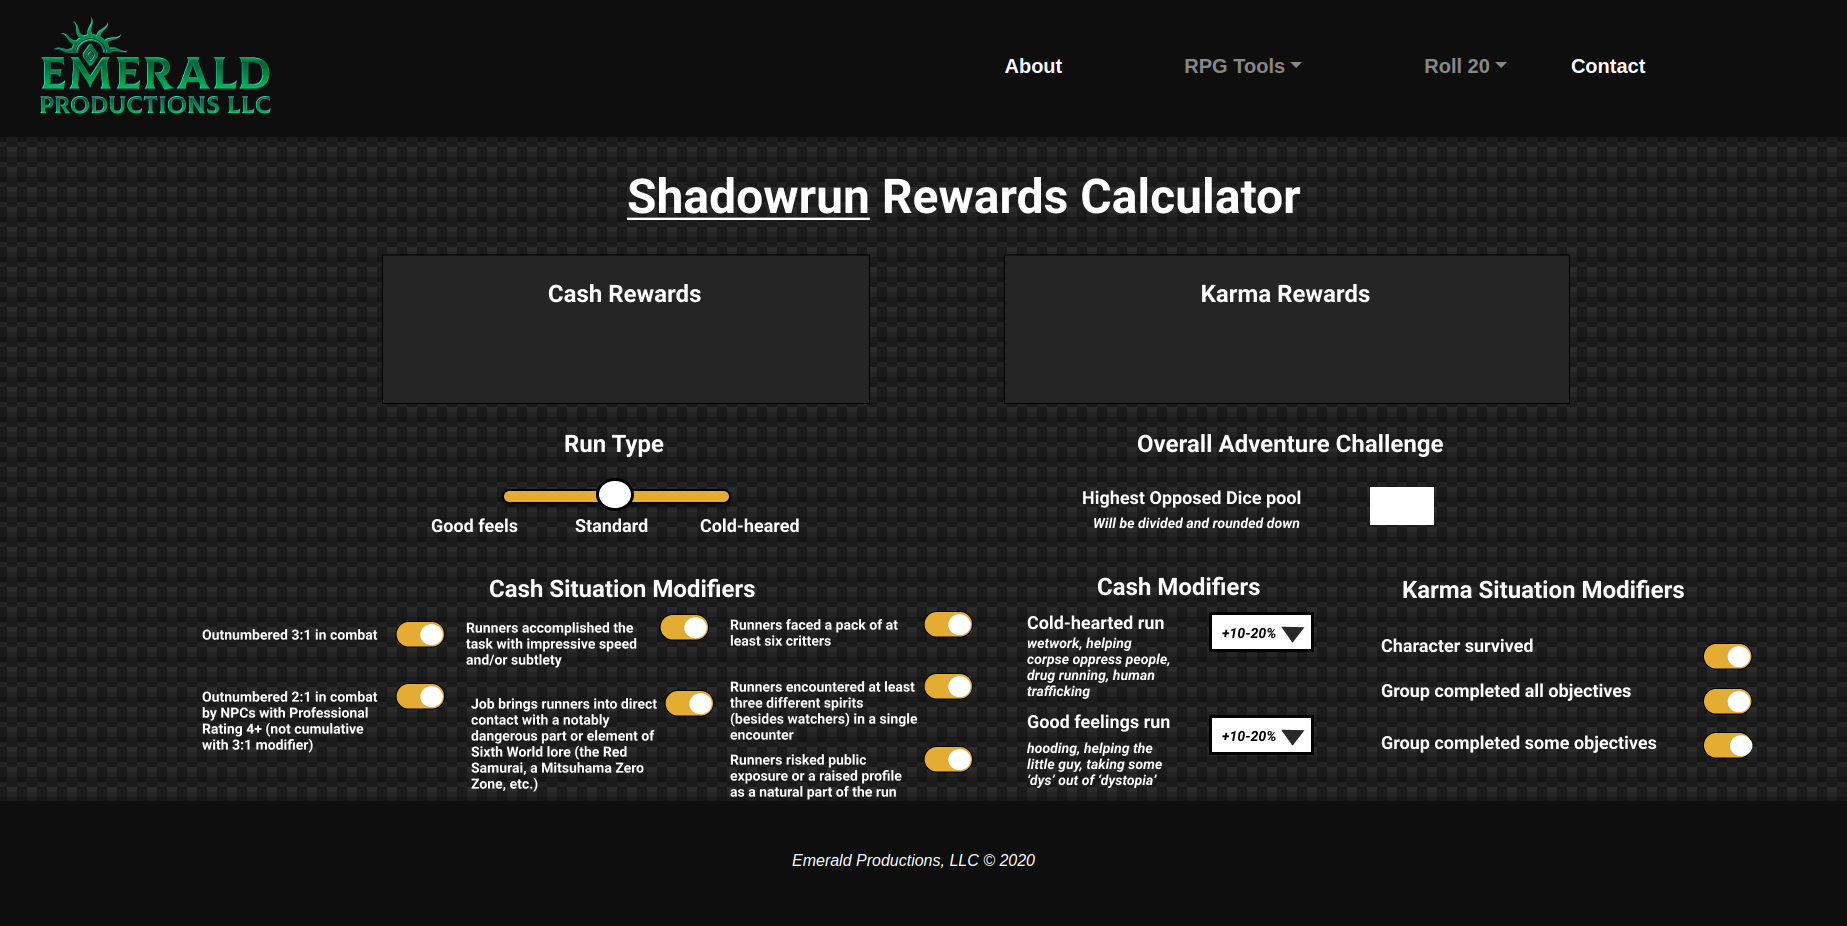 EMERALD
PRODUCTIONS LLC
About
RPG Tools
Roll 20
Contact
Shadowrun Rewards Calculator
Cash Rewards
Karma Rewards
Run Type
Good feels
Standard
Cold-heared
Overall Adventure Challenge
Highest Opposed Dice pool
Will be divided and rounded down
Cash Situation Modifiers
Outnumbered 3:1 in combat
Outnumbered 2:1 in combat
by NPCs with Professional
Rating 4+ (not cumulative
with 3:1 modifier)
Runners accomplished the
task with impressive speed
and/or subtlety
Job brings runners into direct
contact with a notably
dangerous part or element of
Sixth World lore (the Red
Samurai, a Mitsuhama Zero
Zone, etc.)
Runners faced a pack of at
least six critters
Runners encountered at least
three different spirits
(besides watchers) in a single
encounter
Runners risked public
exposure or a raised profile
as a natural part of the run
Cash Modifiers
Cold-hearted run
wetwork, helping
corpse oppress people,
drug running, human
trafficking
+10-20%
Good feelings run
hooding, helping the
little guy, taking some
‘dys’ out of ‘dystopia’
+10-20%
Karma Situation Modifiers
Character survived
Group completed all objectives
Group completed some objectives
Emerald Productions, LLC © 2020